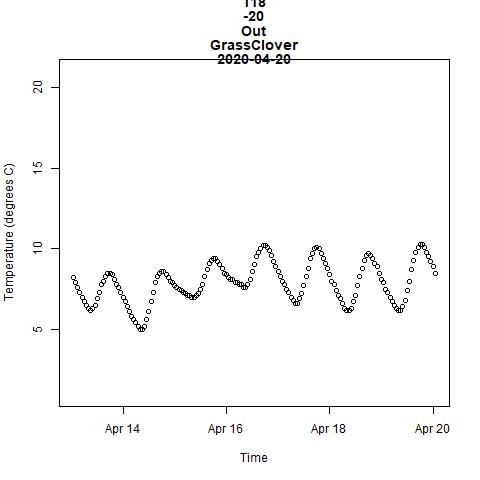 T18
-20
Out
GrassClover
2020-04-20
Temperature (degrees C)
20
15
10
5
Apr 14
Apr 16
Apr 18
Apr 20
Time